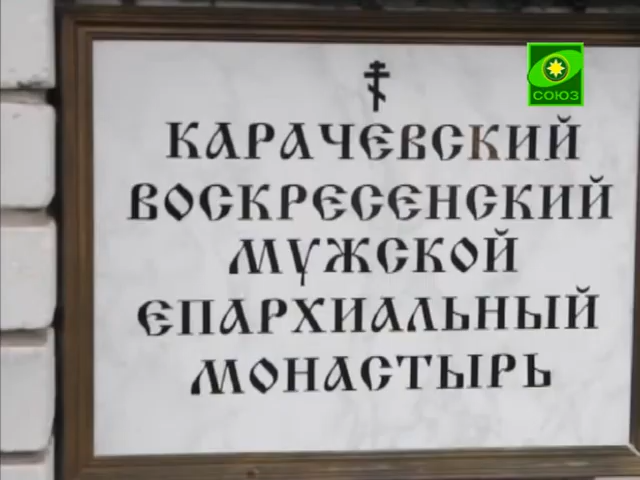 СОЮЗ
КАРАЧЕВСКИЙ
ВОСКРЕСЕНСКИЙ
МУЖСКОЙ
ЕПАРХИАЛЬНЫЙ
МОНАСТЫРЬ